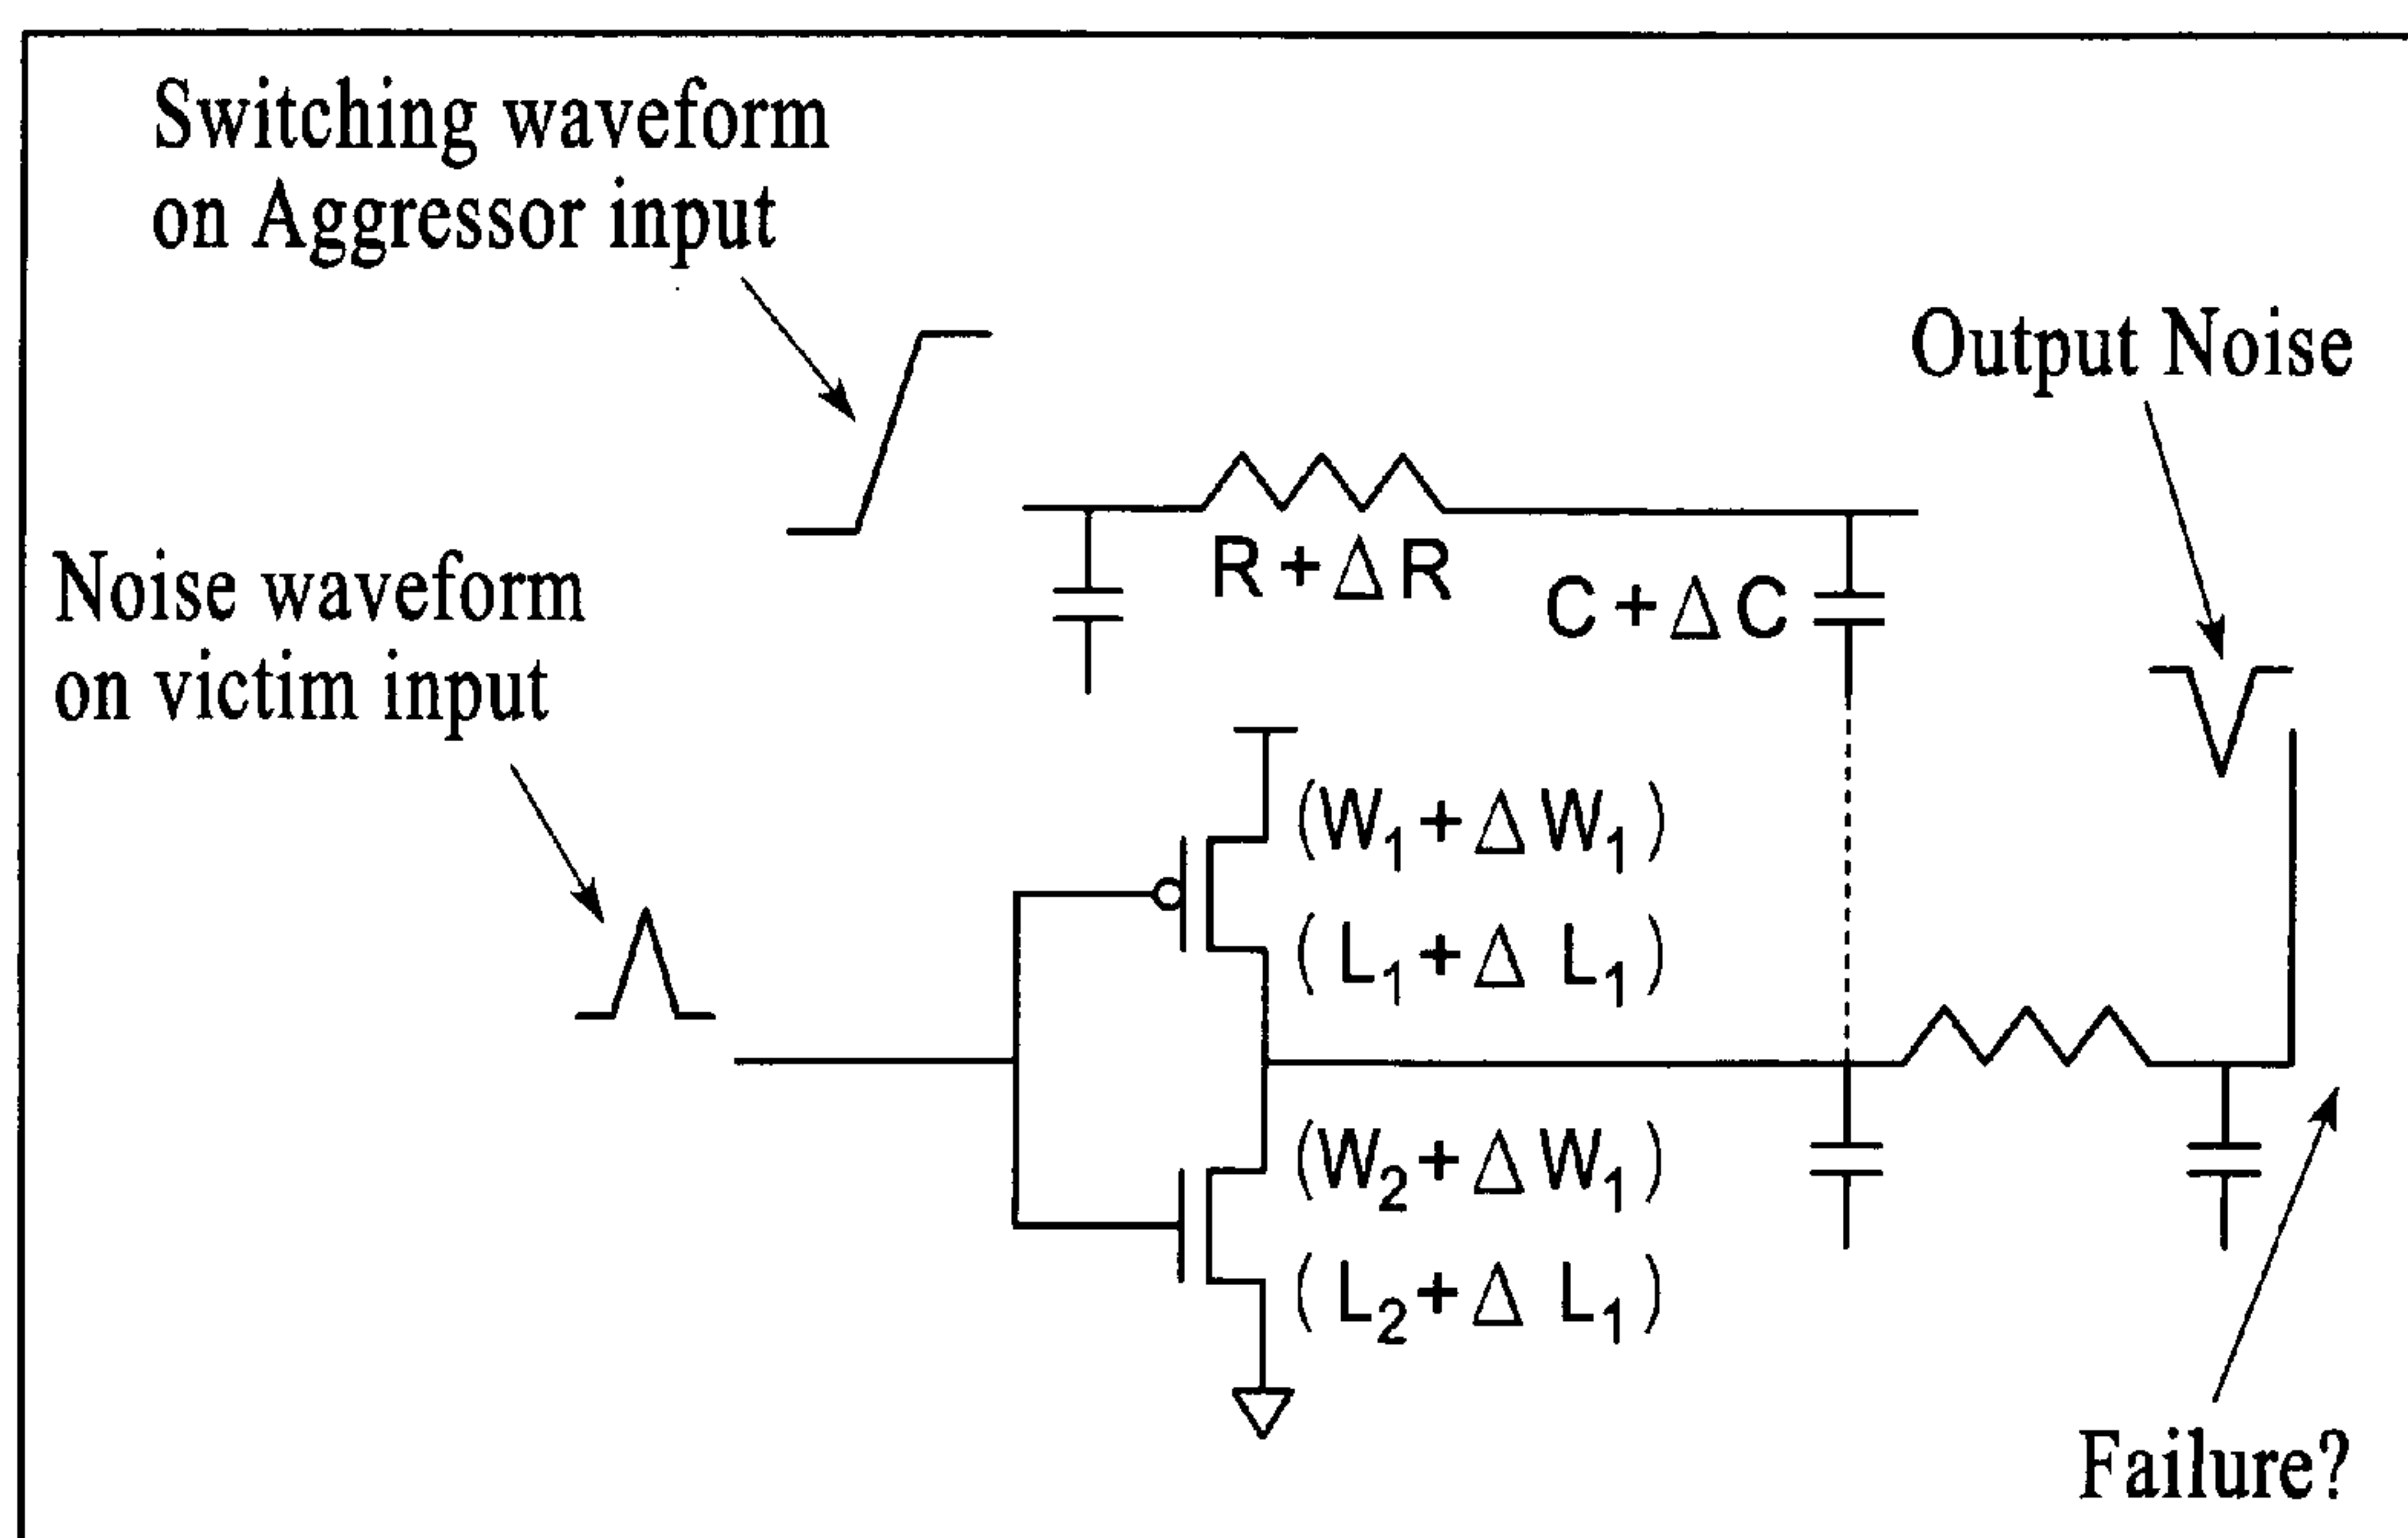 Switching waveform
on Aggressor input
Output Noise
Noise waveform
on victim input
R+ΔR
C+ΔC
(W₁+ΔW₁)
(L₁+Δ L₁)
(W₂+ΔW₁)
(L₂+Δ L₁)
Failure?